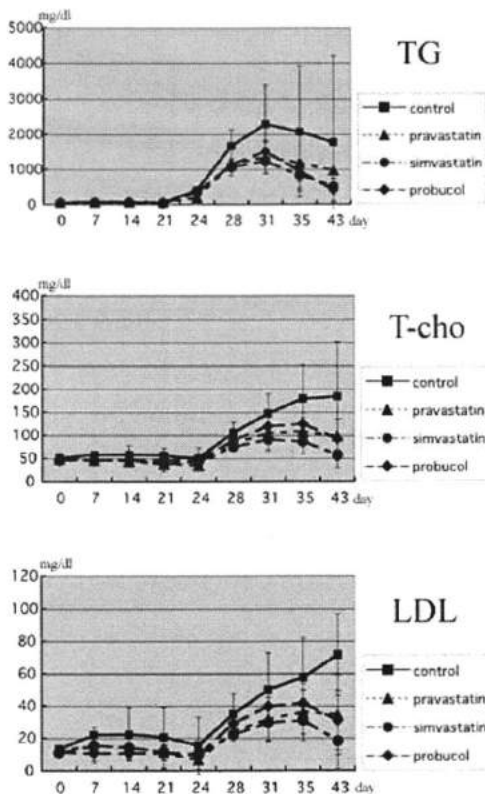 mg/dl
TG
5000
4000
3000
2000
1000
0
0 7 14 21 24 28 31 35 43 day
control
pravastatin
simvastatin
probucol
mg/dl
T-cho
400
350
300
250
200
150
100
50
0
0 7 14 21 24 28 31 35 43 day
control
pravastatin
simvastatin
probucol
mg/dl
LDL
120
100
80
60
40
20
0
0 7 14 21 24 28 31 35 43 day
control
pravastatin
simvastatin
probucol